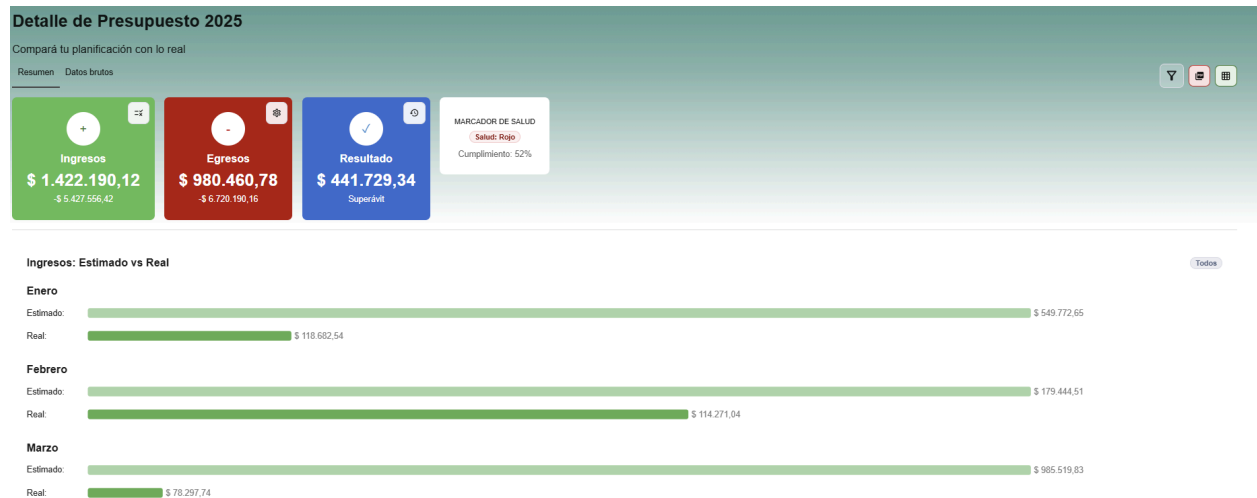 Detalle de Presupuesto 2025
Compará tu planificación con lo real
Resumen Datos brutos
+
Ingresos
$ 1.422.190,12
-$ 5.427.556,42
-
Egresos
$ 980.460,78
-$ 6.720.190,16
✓
Resultado
$ 441.729,34
Superávit
MARCADOR DE SALUD
Salud: Rojo
Cumplimiento: 52%
Ingresos: Estimado vs Real
Todos
Enero
Estimado: $ 549.772,65
Real: $ 118.682,54
Febrero
Estimado: $ 179.444,51
Real: $ 114.271,04
Marzo
Estimado: $ 985.519,83
Real: $ 78.297,74